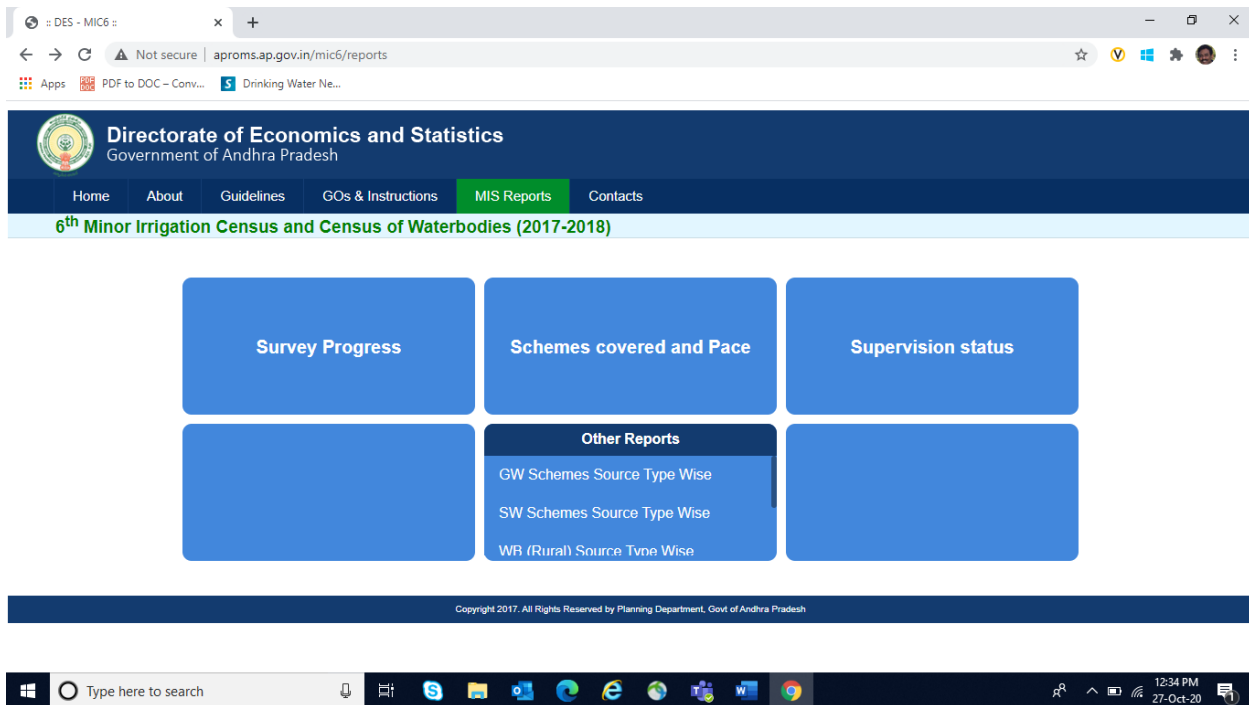 :: DES - MIC6 ::
Not secure | aproms.ap.gov.in/mic6/reports
Apps PDF to DOC – Conv... Drinking Water Ne...
Directorate of Economics and Statistics
Government of Andhra Pradesh
Home About Guidelines GOs & Instructions MIS Reports Contacts
6th Minor Irrigation Census and Census of Waterbodies (2017-2018)
Survey Progress Schemes covered and Pace Supervision status
Other Reports
GW Schemes Source Type Wise
SW Schemes Source Type Wise
WB (Rural) Source Type Wise
Copyright 2017. All Rights Reserved by Planning Department, Govt of Andhra Pradesh
Type here to search
12:34 PM
27-Oct-20